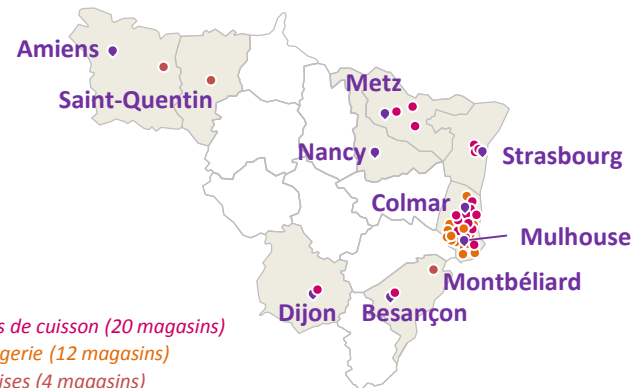 Amiens
Metz
Saint-Quentin
Nancy
Strasbourg
Colmar
Mulhouse
Montbéliard
Dijon
Besançon
s de cuisson (20 magasins)
gerie (12 magasins)
ises (4 magasins)